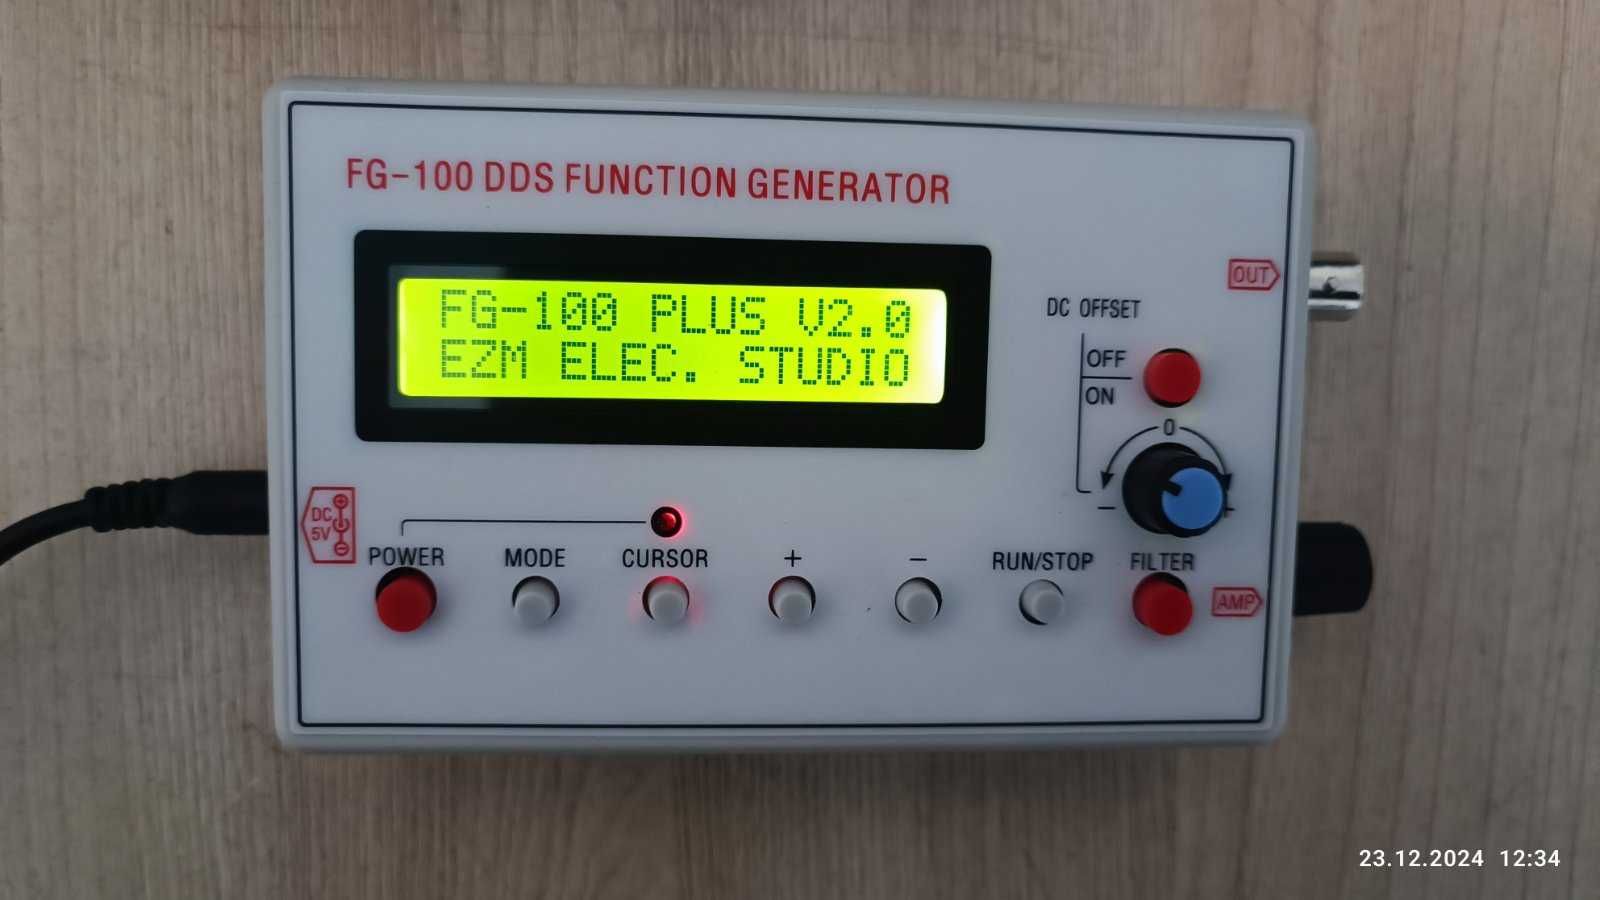 FG-100 DDS FUNCTION GENERATOR
FG-100 PLUS V2.0
EZM ELEC. STUDIO
OUT
DC OFFSET
OFF
ON
0
- +
DC 5V
+
-
POWER MODE CURSOR + - RUN/STOP FILTER
AMP
23.12.2024 12:34